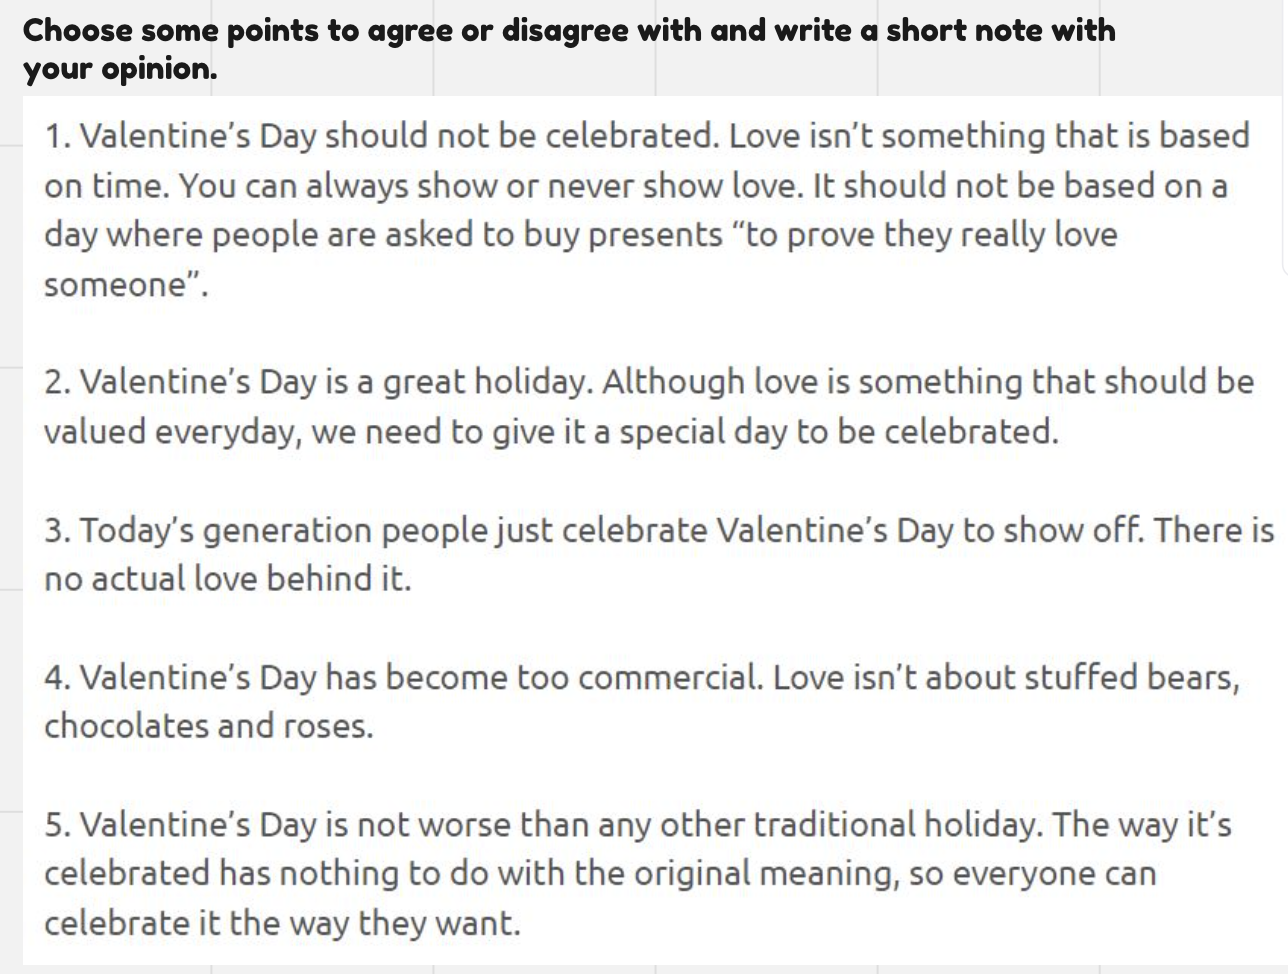 Choose some points to agree or disagree with and write a short note with
your opinion.
1. Valentine’s Day should not be celebrated. Love isn’t something that is based
on time. You can always show or never show love. It should not be based on a
day where people are asked to buy presents “to prove they really love
someone”.
2. Valentine’s Day is a great holiday. Although love is something that should be
valued everyday, we need to give it a special day to be celebrated.
3. Today’s generation people just celebrate Valentine’s Day to show off. There is
no actual love behind it.
4. Valentine’s Day has become too commercial. Love isn’t about stuffed bears,
chocolates and roses.
5. Valentine’s Day is not worse than any other traditional holiday. The way it’s
celebrated has nothing to do with the original meaning, so everyone can
celebrate it the way they want.